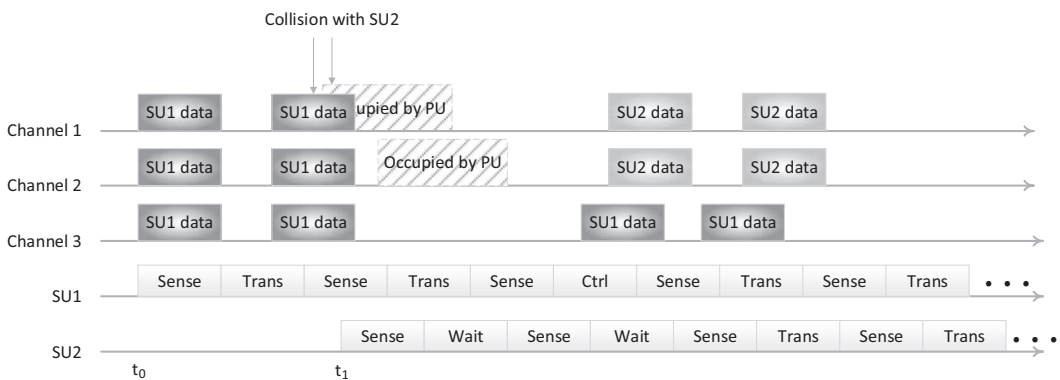 Collision with SU2
Channel 1
SU1 data
SU1 data
upied by PU
SU2 data
SU2 data
Channel 2
SU1 data
SU1 data
Occupied by PU
SU2 data
SU2 data
Channel 3
SU1 data
SU1 data
SU1 data
SU1 data
SU1
Sense Trans Sense Trans Sense Ctrl Sense Trans Sense Trans • • •
SU2
Sense Wait Sense Wait Sense Trans Sense Trans • • •
t0
t1